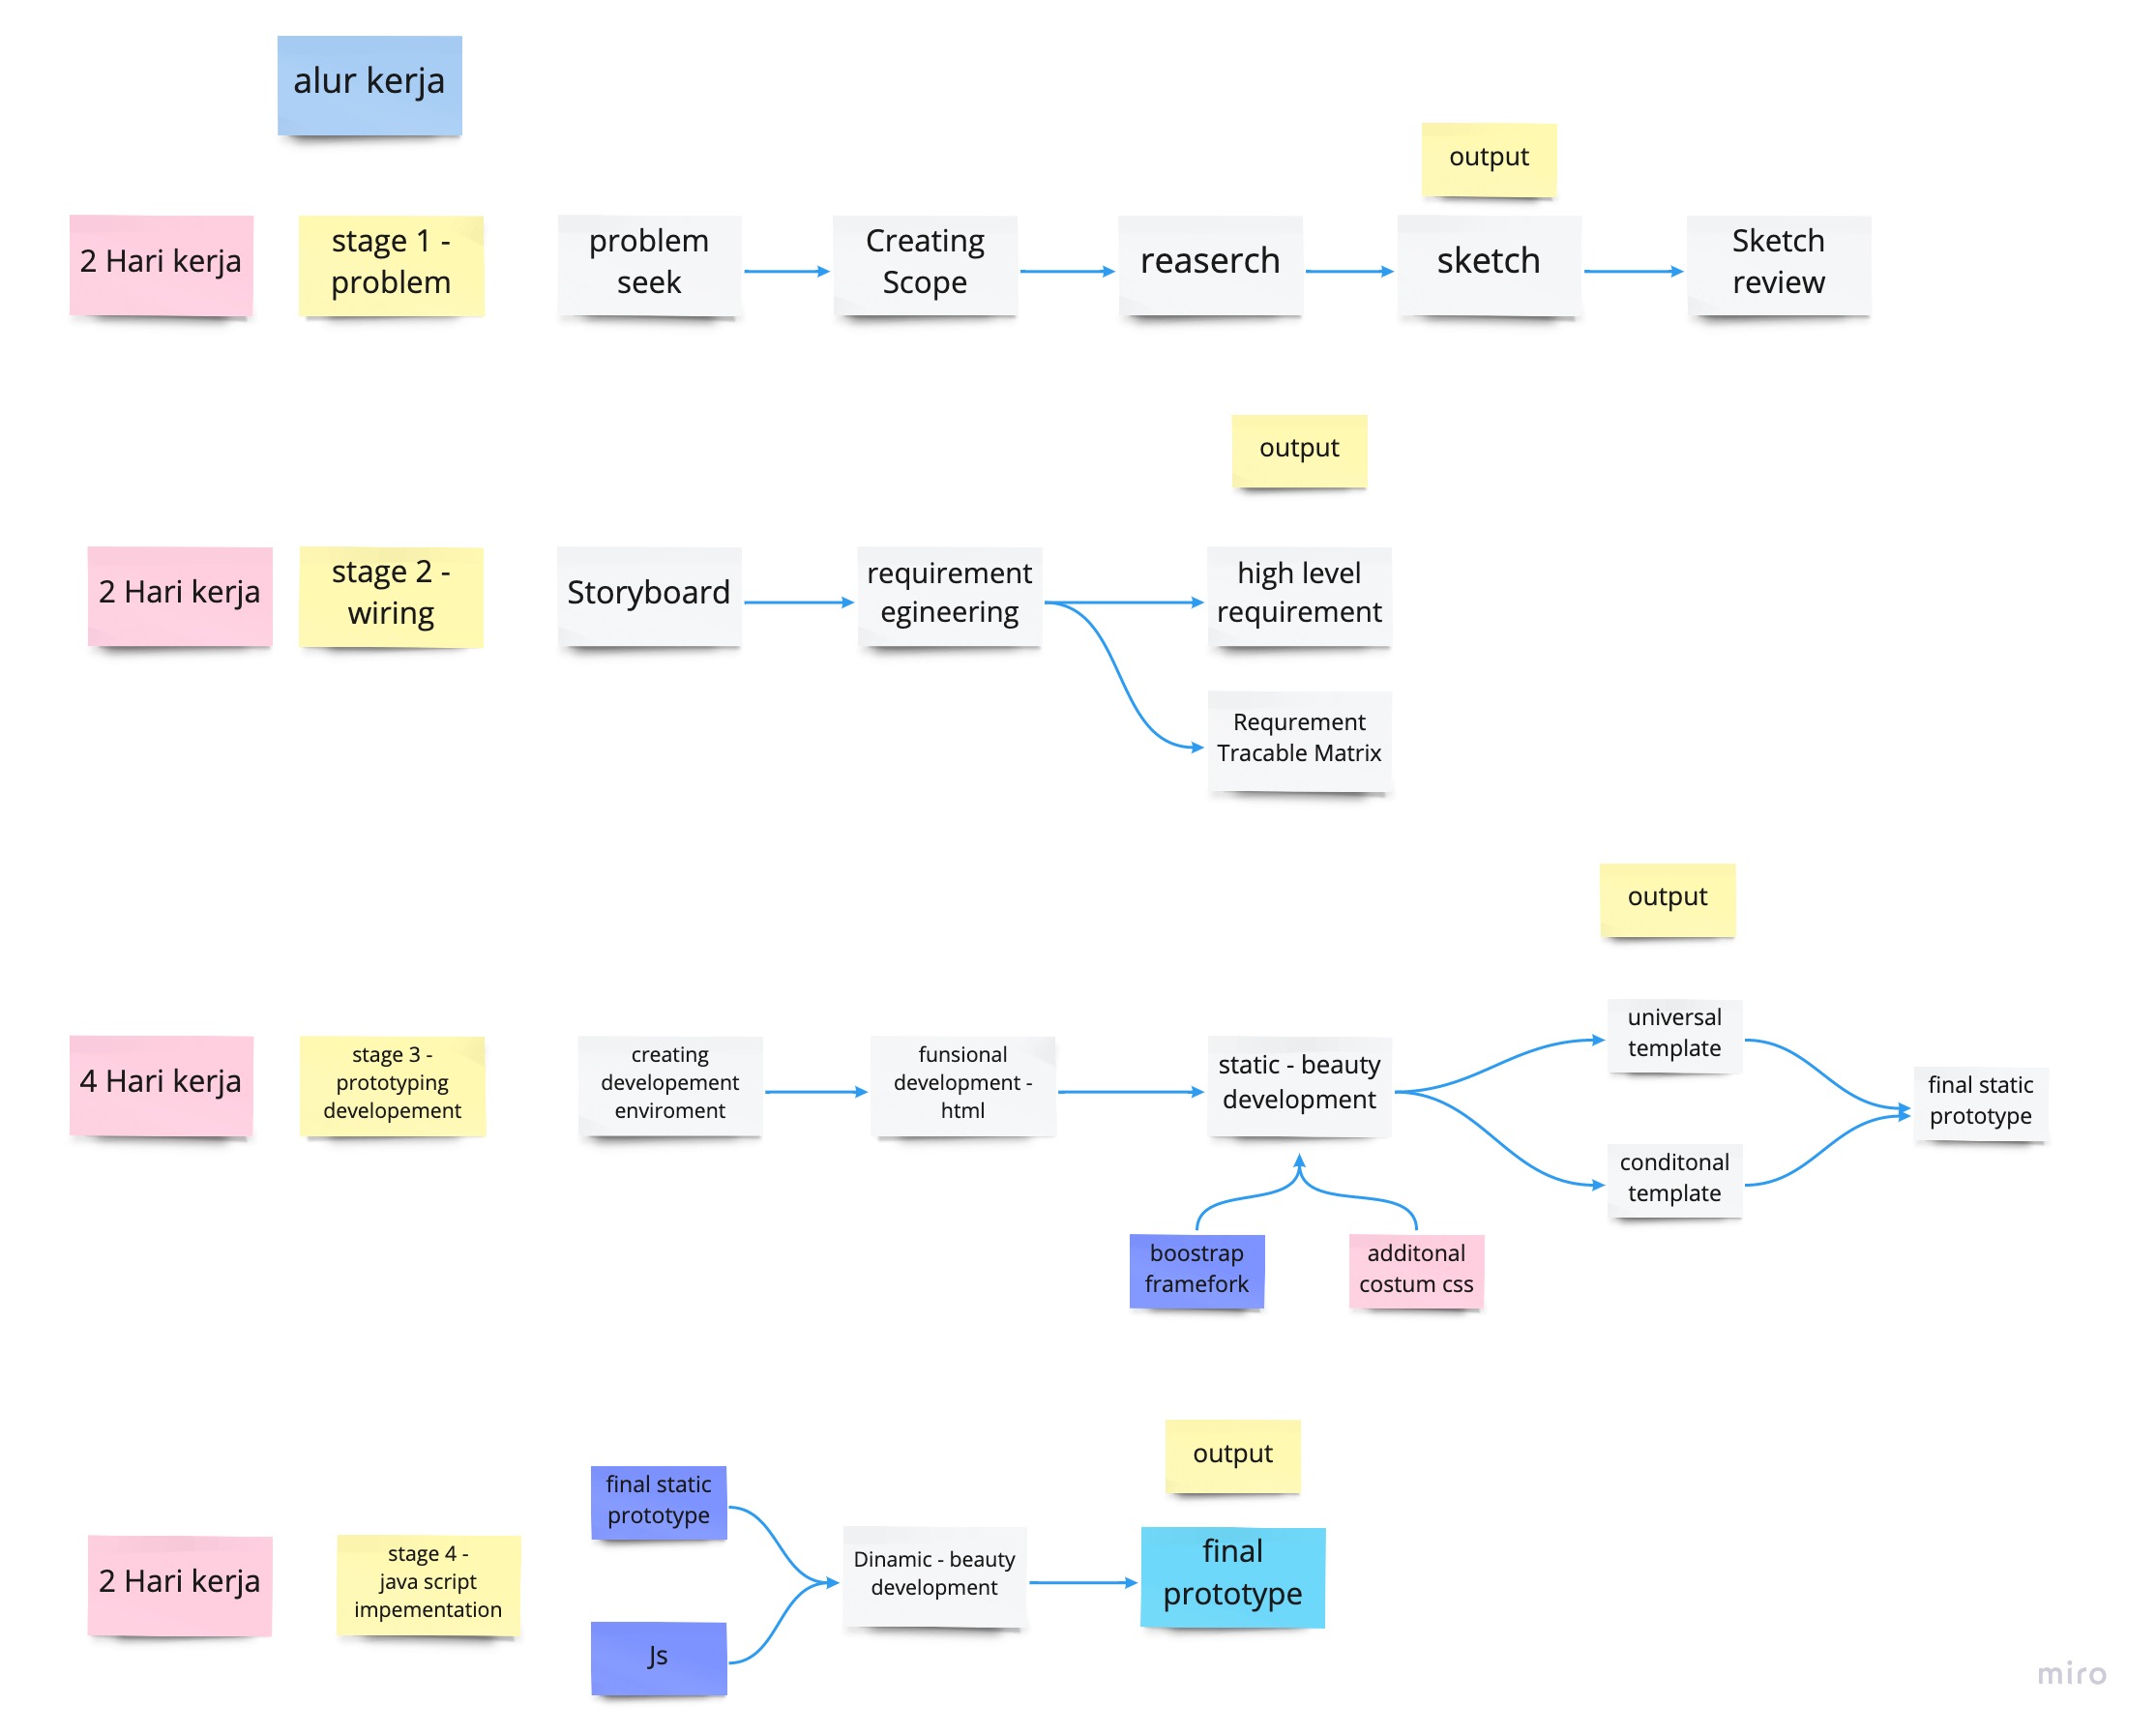 alur kerja
output
2 Hari kerja
stage 1 -
problem
problem
seek
Creating
Scope
reaserch
sketch
Sketch
review
output
2 Hari kerja
stage 2 -
wiring
Storyboard
requirement
egineering
high level
requirement
Requrement
Tracable Matrix
output
4 Hari kerja
stage 3 -
prototyping
developement
creating
developement
enviroment
funsional
development -
html
static - beauty
development
universal
template
conditonal
template
final static
prototype
boostrap
framefork
additonal
costum css
output
2 Hari kerja
stage 4 -
java script
impementation
final static
prototype
Js
Dinamic - beauty
development
final
prototype
miro